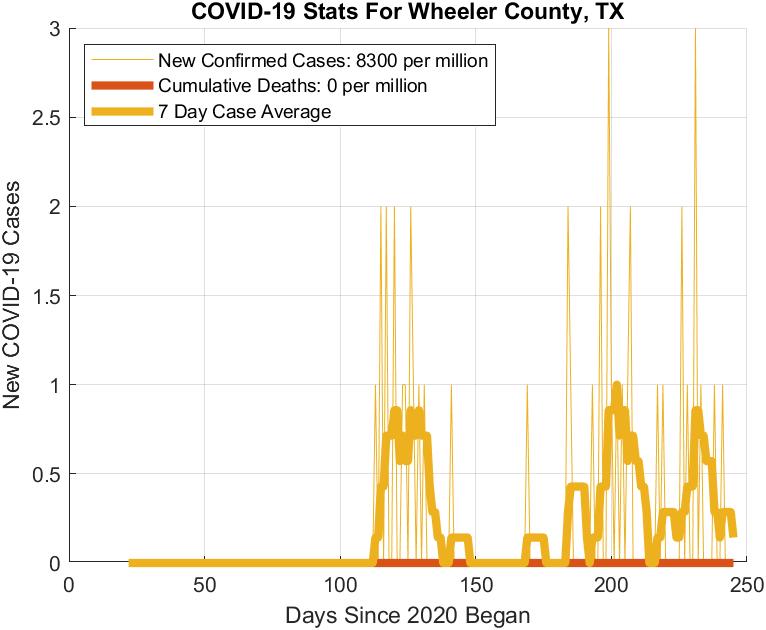 COVID-19 Stats For Wheeler County, TX
New Confirmed Cases: 8300 per million
Cumulative Deaths: 0 per million
7 Day Case Average
New COVID-19 Cases
3
2.5
2
1.5
1
0.5
0
0 50 100 150 200 250
Days Since 2020 Began